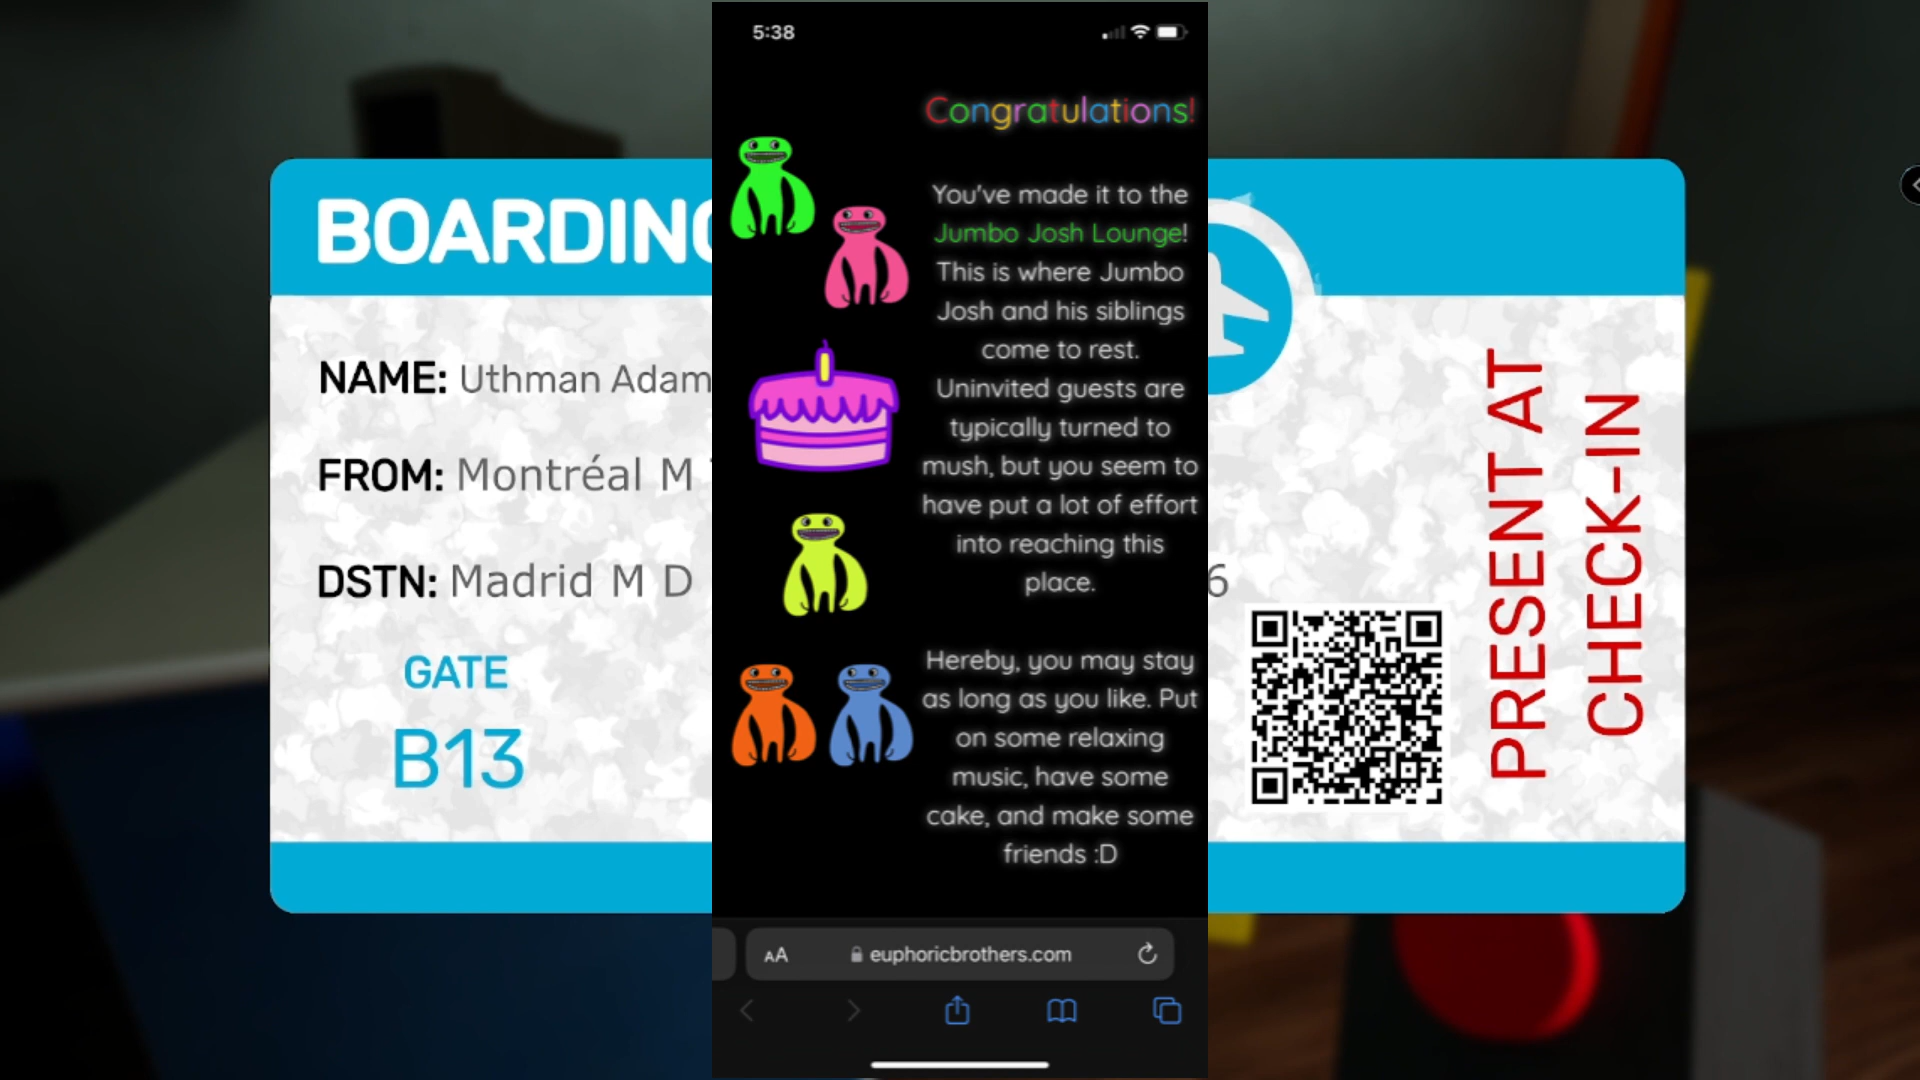 5:38
Congratulations!
You've made it to the
Jumbo Josh Lounge!
This is where Jumbo
Josh and his siblings
come to rest.
Uninvited guests are
typically turned to
mush, but you seem to
have put a lot of effort
into reaching this
place.
Hereby, you may stay
as long as you like. Put
on some relaxing
music, have some
cake, and make some
friends :D
AA
euphoricbrothers.com
BOARDING
NAME: Uthman Adam
FROM: Montréal M
DSTN: Madrid M D
6
GATE
B13
PRESENT AT
CHECK-IN